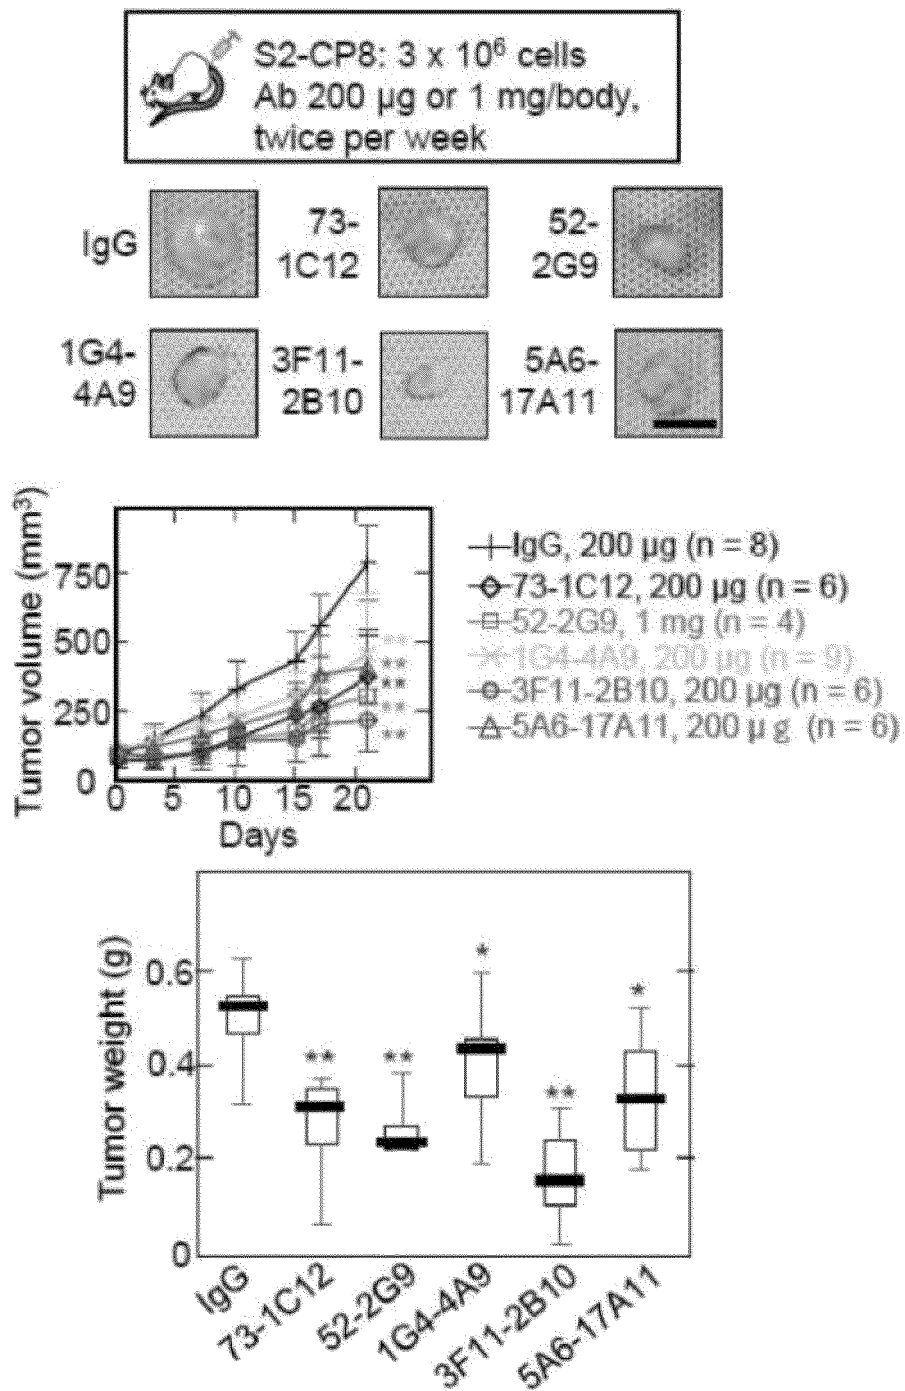 S2-CP8: 3 x 10⁶ cells
Ab 200 µg or 1 mg/body,
twice per week
IgG
73-
1C12
52-
2G9
1G4-
4A9
3F11-
2B10
5A6-
17A11
Tumor volume (mm³)
750
500
250
0
0 5 10 15 20
Days
**
**
**
**
**
IgG, 200 µg (n = 8)
73-1C12, 200 µg (n = 6)
52-2G9, 1 mg (n = 4)
1G4-4A9, 200 µg (n = 9)
3F11-2B10, 200 µg (n = 6)
5A6-17A11, 200 µ g (n = 6)
Tumor weight (g)
0.6
0.4
0.2
0
** ** * ** *
IgG
73-1C12
52-2G9
1G4-4A9
3F11-2B10
5A6-17A11